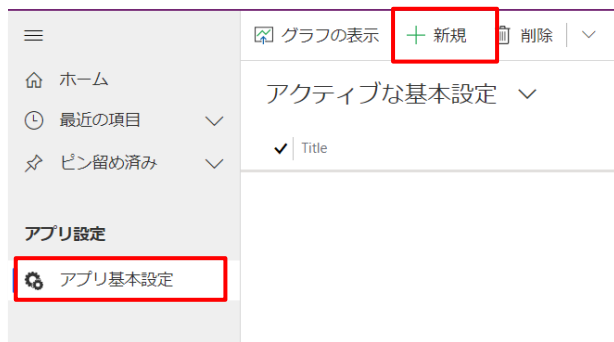 グラフの表示 新規 削除
ホーム
アクティブな基本設定
最近の項目
Title
ピン留め済み
アプリ設定
アプリ基本設定